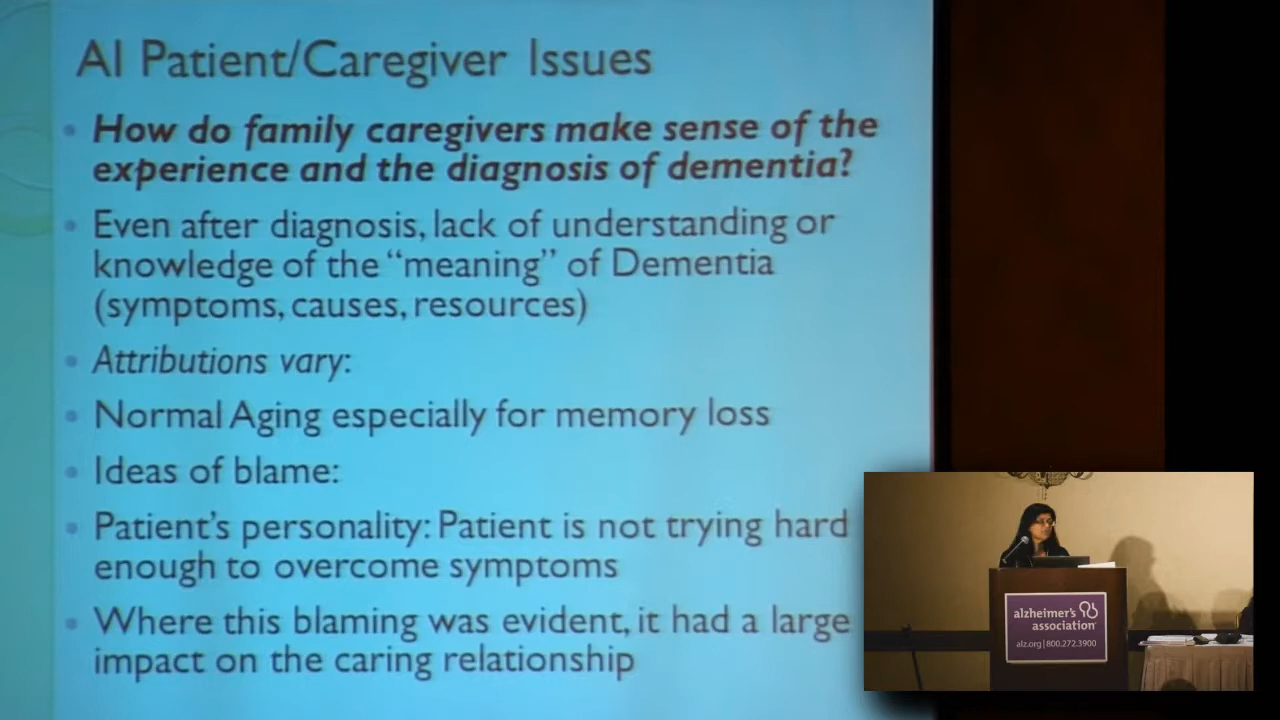 AI Patient/Caregiver Issues
How do family caregivers make sense of the
experience and the diagnosis of dementia?
Even after diagnosis, lack of understanding or
knowledge of the “meaning” of Dementia
(symptoms, causes, resources)
Attributions vary:
Normal Aging especially for memory loss
Ideas of blame:
Patient’s personality: Patient is not trying hard
enough to overcome symptoms
Where this blaming was evident, it had a large
impact on the caring relationship
alzheimer's
association
alz.org | 800.272.3900